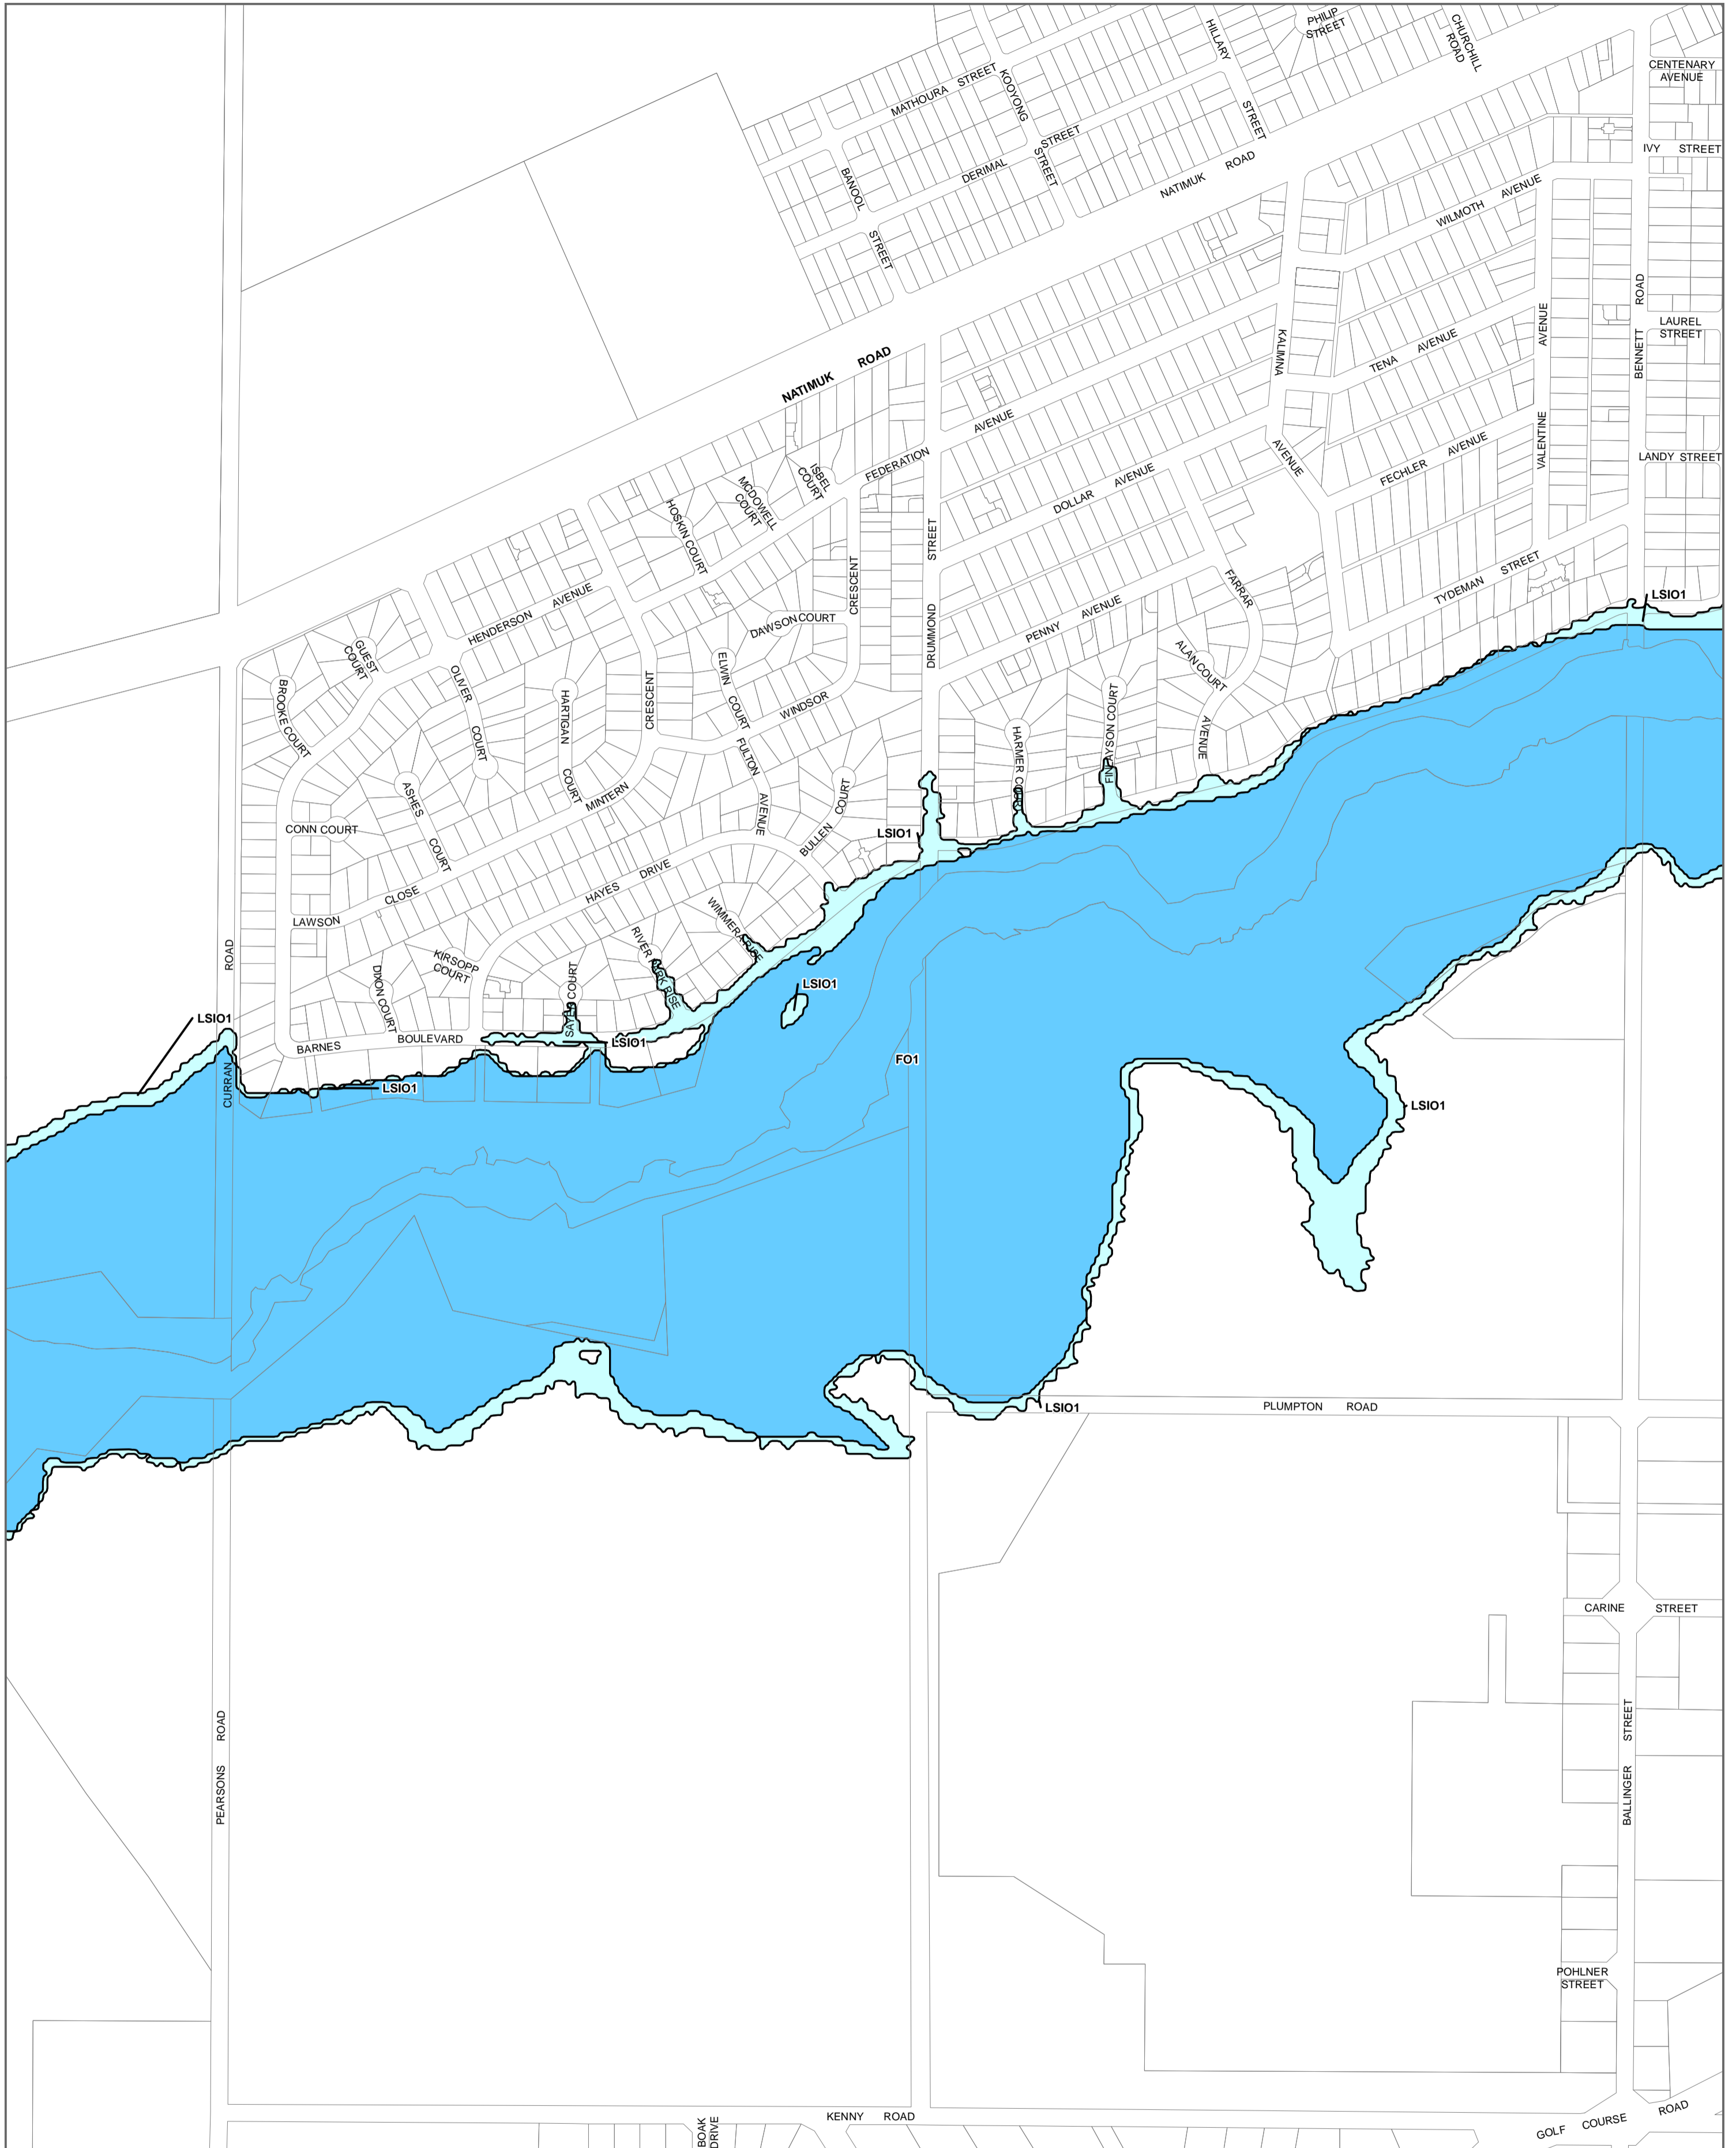 PHILIP
STREET
HILLARY
STREET
CHURCHILL
ROAD
CENTENARY
AVENUE
MATHOURA STREET
KOOYONG
STREET
IVY STREET
STREET
DERIMAL
BANOOL
STREET
NATIMUK ROAD
WILMOTH AVENUE
BENNETT ROAD
LAUREL
STREET
KALIMNA
AVENUE
TENA AVENUE
VALENTINE AVENUE
NATIMUK ROAD
AVENUE
FEDERATION
LANDY STREET
FECHLER AVENUE
DOLLAR AVENUE
ISBEL
COURT
MCDOWELL
COURT
HOSKIN COURT
DRUMMOND STREET
CRESCENT
TYDEMAN STREET
FARRAR
AVENUE
HENDERSON AVENUE
LSIO1
PENNY AVENUE
DAWSON COURT
GUEST
COURT
ALAN COURT
BROOKE COURT
OLIVER
COURT
HARTIGAN
COURT
CRESCENT
ELWIN
COURT
WINDSOR
FINLAYSON COURT
HARMER COURT
FULTON
AVENUE
BULLEN COURT
ASHES
COURT
MINTERN
CONN COURT
LSIO1
HAYES DRIVE
LAWSON CLOSE
WIMMERA RISE
RIVER PARK RISE
KIRSOPP
COURT
DIXON COURT
SAYER COURT
LSIO1
CURRAN ROAD
LSIO1
BARNES BOULEVARD
LSIO1
FO1
LSIO1
LSIO1
LSIO1
PLUMPTON ROAD
CARINE STREET
PEARSONS ROAD
BALLINGER STREET
POHLNER
STREET
KENNY ROAD
BOAK
DRIVE
GOLF COURSE ROAD